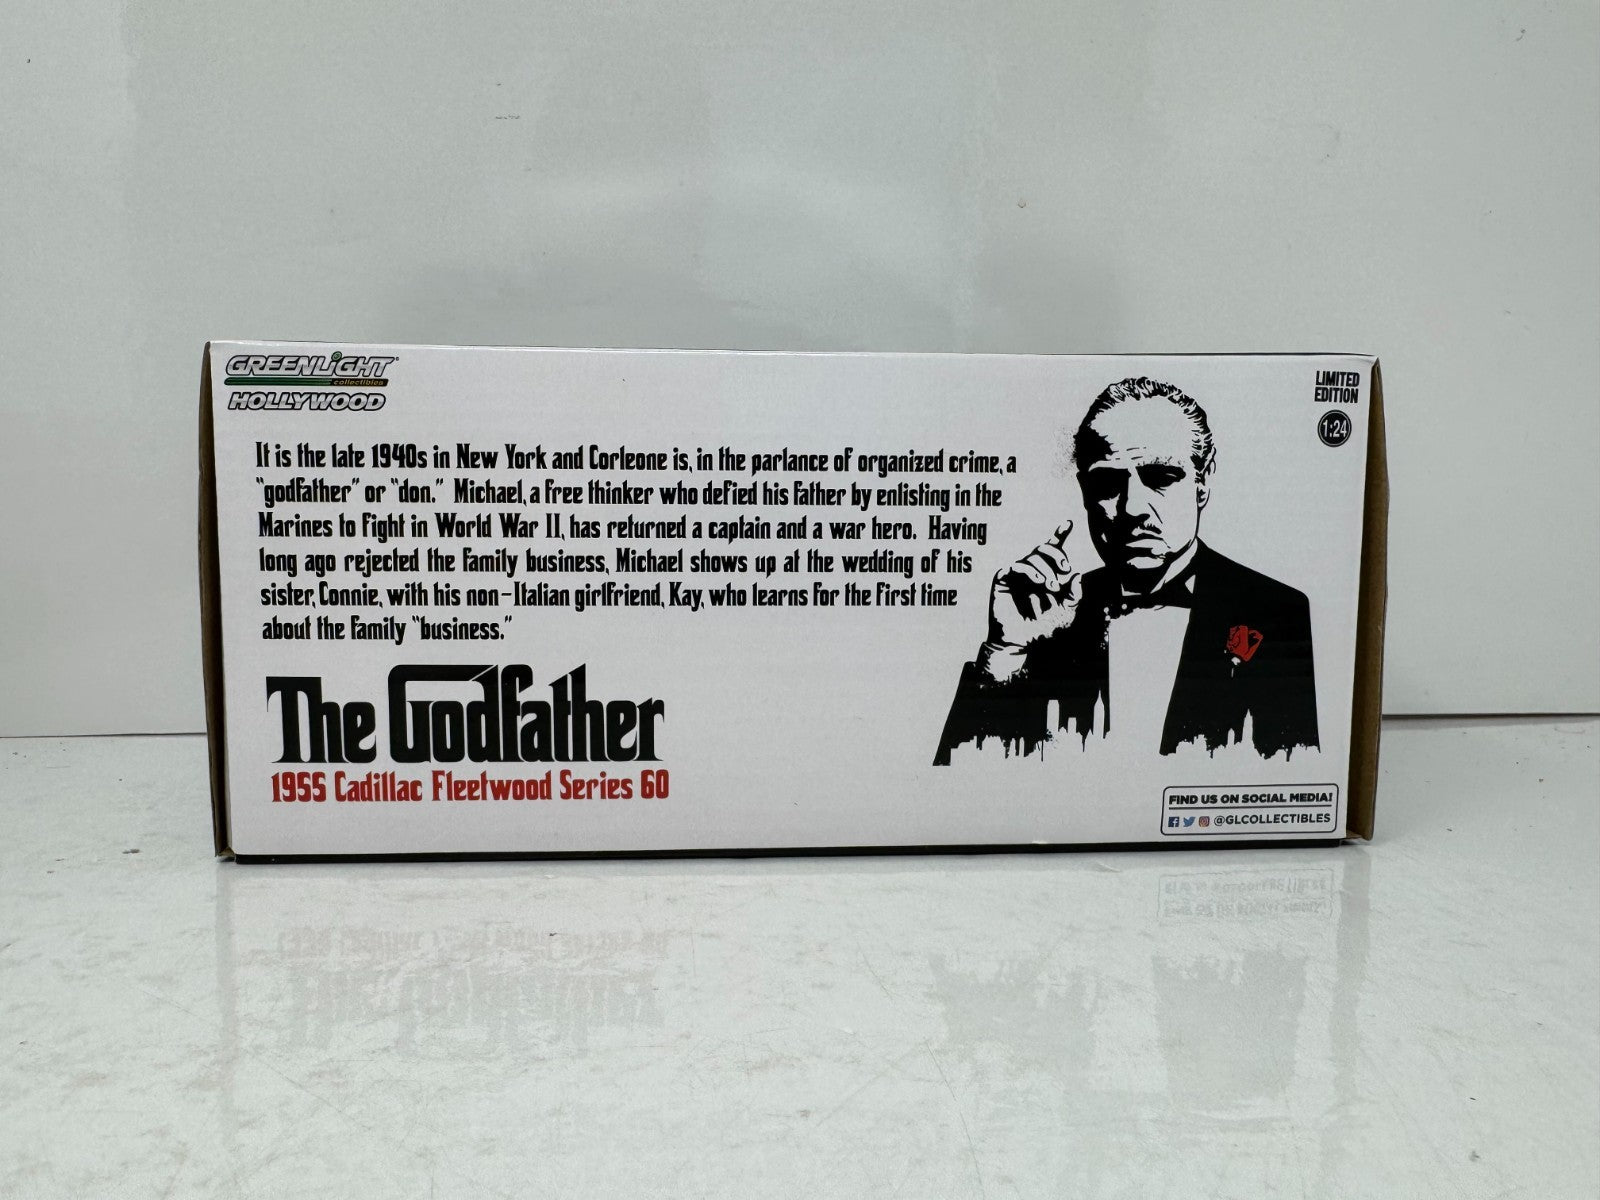 GREENLIGHT
collectibles
HOLLYWOOD
LIMITED
EDITION
1:24
It is the late 1940s in New York and Corleone is, in the parlance of organized crime, a
"godfather" or "don." Michael, a free thinker who defied his father by enlisting in the
Marines to fight in World War II, has returned a captain and a war hero. Having
long ago rejected the family business, Michael shows up at the wedding of his
sister, Connie, with his non-Italian girlfriend, Kay, who learns for the first time
about the family "business."
The Godfather
1955 Cadillac Fleetwood Series 60
FIND US ON SOCIAL MEDIA!
@GLCOLLECTIBLES